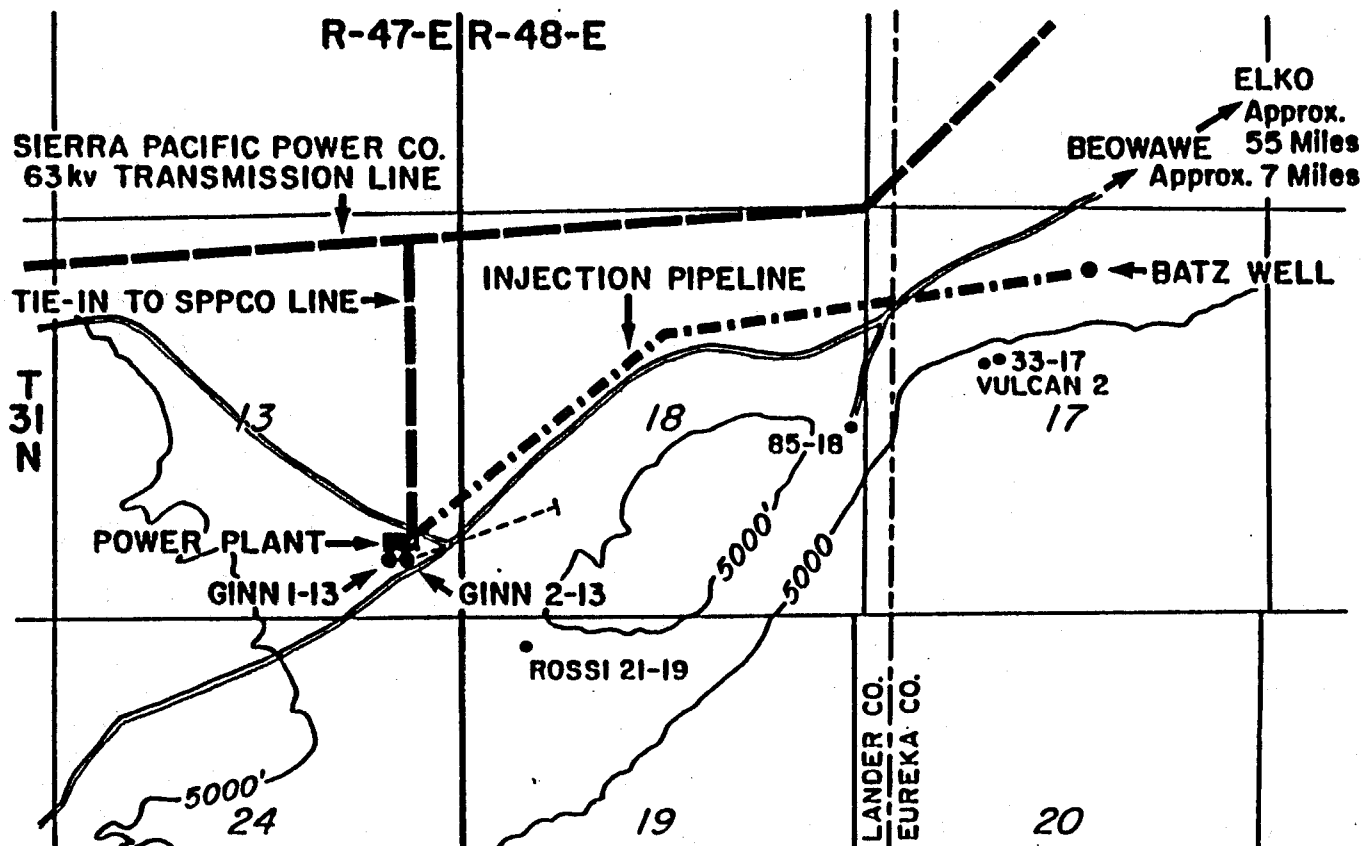 R-47-E R-48-E
ELKO
Approx.
55 Miles
BEOWAWE
Approx. 7 Miles
SIERRA PACIFIC POWER CO.
63kv TRANSMISSION LINE
INJECTION PIPELINE
BATZ WELL
TIE-IN TO SPPCO LINE
33-17
VULCAN 2
T
31
N
13
18
17
85-18
POWER PLANT
5000'
5000
GINN 1-13
GINN 2-13
ROSSI 21-19
LANDER CO.
EUREKA CO.
5000'
24
19
20